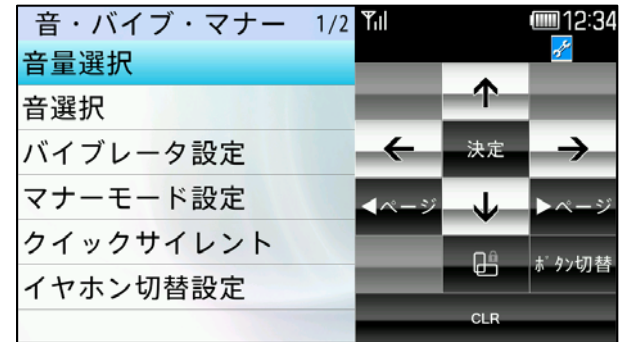 音・バイブ・マナー 1/2
音量選択
音選択
バイブレータ設定
マナーモード設定
クイックサイレント
イヤホン切替設定
12:34
↑
← 決定 →
◀ページ ↓ ▶ページ
ﾎﾞﾀﾝ切替
CLR